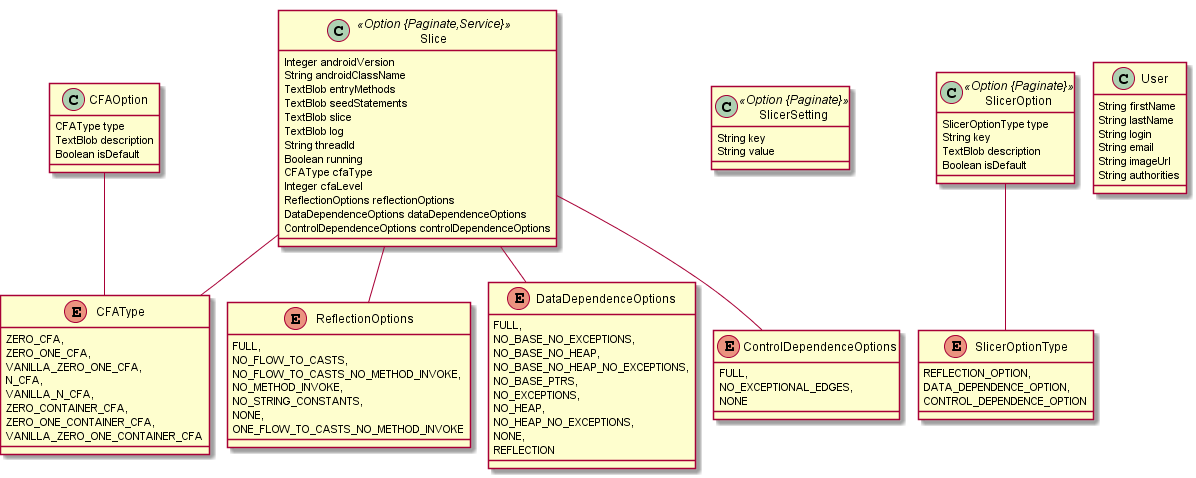 C CFAOption
CFAType type
TextBlob description
Boolean isDefault
C «Option {Paginate,Service}»
Slice
Integer androidVersion
String androidClassName
TextBlob entryMethods
TextBlob seedStatements
TextBlob slice
TextBlob log
String threadId
Boolean running
CFAType cfaType
Integer cfaLevel
ReflectionOptions reflectionOptions
DataDependenceOptions dataDependenceOptions
ControlDependenceOptions controlDependenceOptions
C «Option {Paginate}»
SlicerSetting
String key
String value
C «Option {Paginate}»
SlicerOption
SlicerOptionType type
String key
TextBlob description
Boolean isDefault
C User
String firstName
String lastName
String login
String email
String imageUrl
String authorities
E CFAType
ZERO_CFA,
ZERO_ONE_CFA,
VANILLA_ZERO_ONE_CFA,
N_CFA,
VANILLA_N_CFA,
ZERO_CONTAINER_CFA,
ZERO_ONE_CONTAINER_CFA,
VANILLA_ZERO_ONE_CONTAINER_CFA
E ReflectionOptions
FULL,
NO_FLOW_TO_CASTS,
NO_FLOW_TO_CASTS_NO_METHOD_INVOKE,
NO_METHOD_INVOKE,
NO_STRING_CONSTANTS,
NONE,
ONE_FLOW_TO_CASTS_NO_METHOD_INVOKE
E DataDependenceOptions
FULL,
NO_BASE_NO_EXCEPTIONS,
NO_BASE_NO_HEAP,
NO_BASE_NO_HEAP_NO_EXCEPTIONS,
NO_BASE_PTRS,
NO_EXCEPTIONS,
NO_HEAP,
NO_HEAP_NO_EXCEPTIONS,
NONE,
REFLECTION
E ControlDependenceOptions
FULL,
NO_EXCEPTIONAL_EDGES,
NONE
E SlicerOptionType
REFLECTION_OPTION,
DATA_DEPENDENCE_OPTION,
CONTROL_DEPENDENCE_OPTION